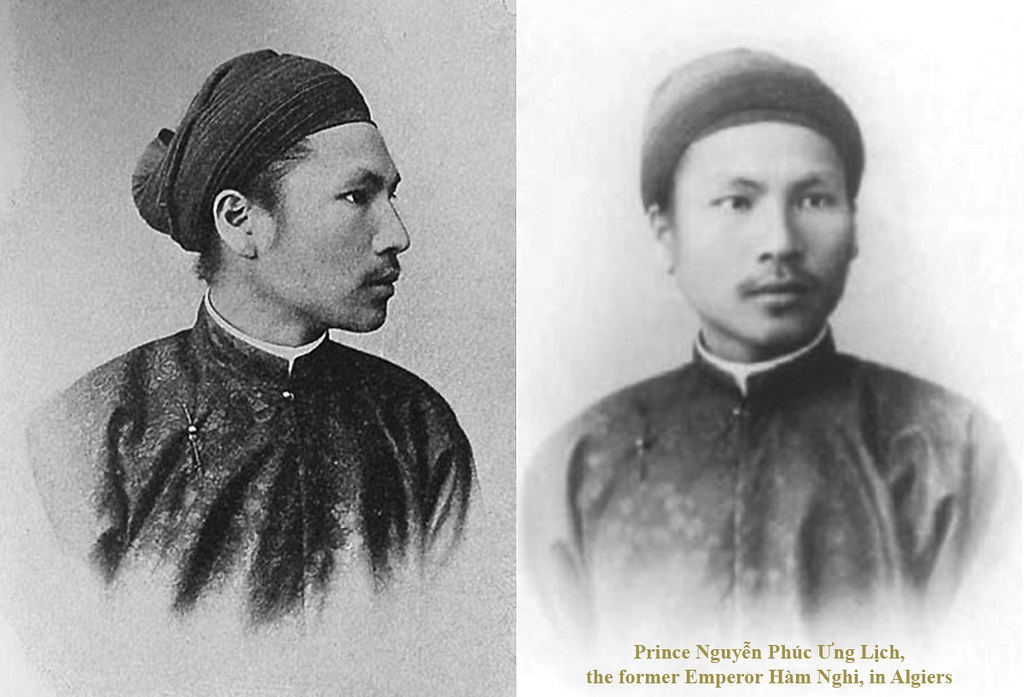 Prince Nguyễn Phúc Ưng Lịch,
the former Emperor Hàm Nghi, in Algiers